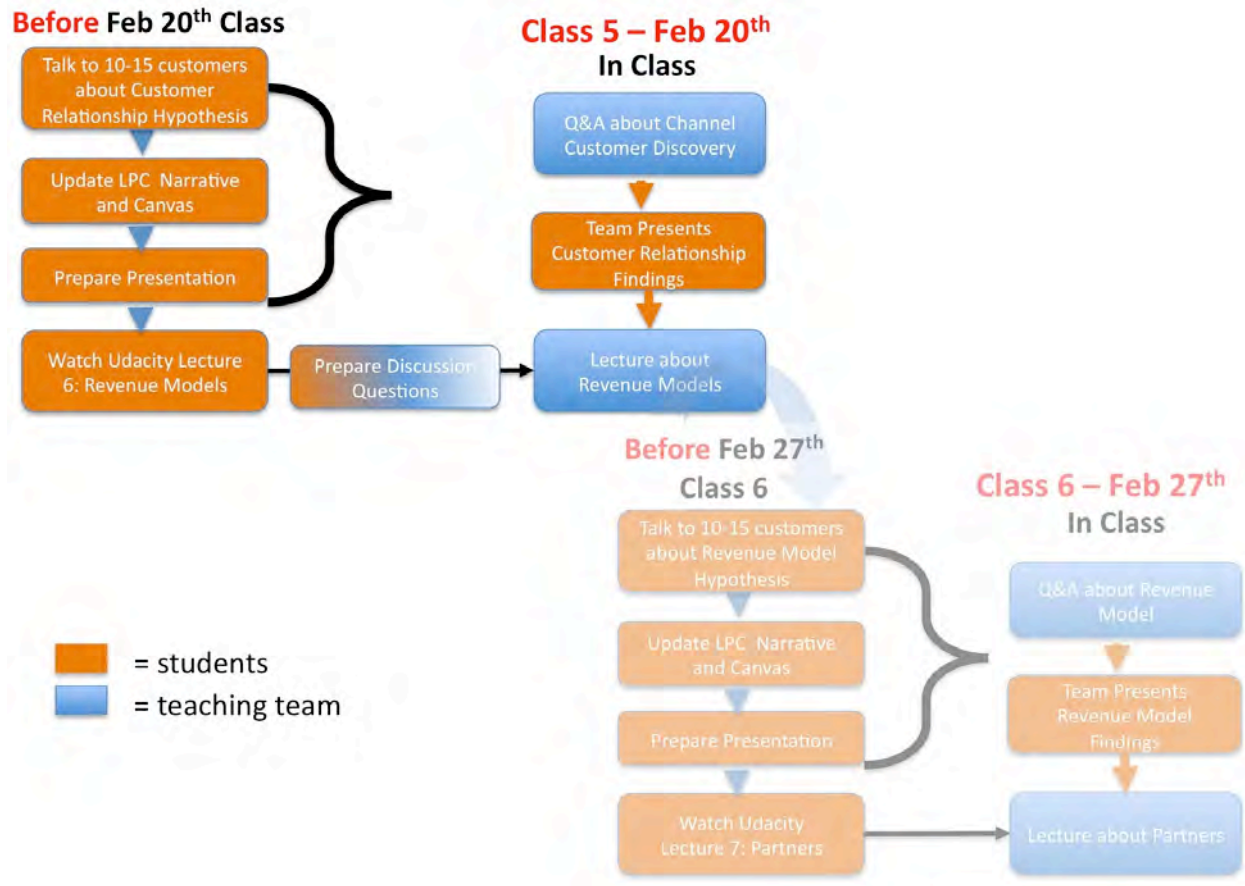 Before Feb 20th Class
Talk to 10-15 customers
about Customer
Relationship Hypothesis
Update LPC Narrative
and Canvas
Prepare Presentation
Watch Udacity Lecture
6: Revenue Models
Prepare Discussion
Questions
Class 5 – Feb 20th
In Class
Q&A about Channel
Customer Discovery
Team Presents
Customer Relationship
Findings
Lecture about
Revenue Models
Before Feb 27th
Class 6
Talk to 10-15 customers
about Revenue Model
Hypothesis
Update LPC Narrative
and Canvas
Prepare Presentation
Watch Udacity
Lecture 7: Partners
Class 6 – Feb 27th
In Class
Q&A about Revenue
Model
Team Presents
Revenue Model
Findings
Lecture about Partners
= students
= teaching team